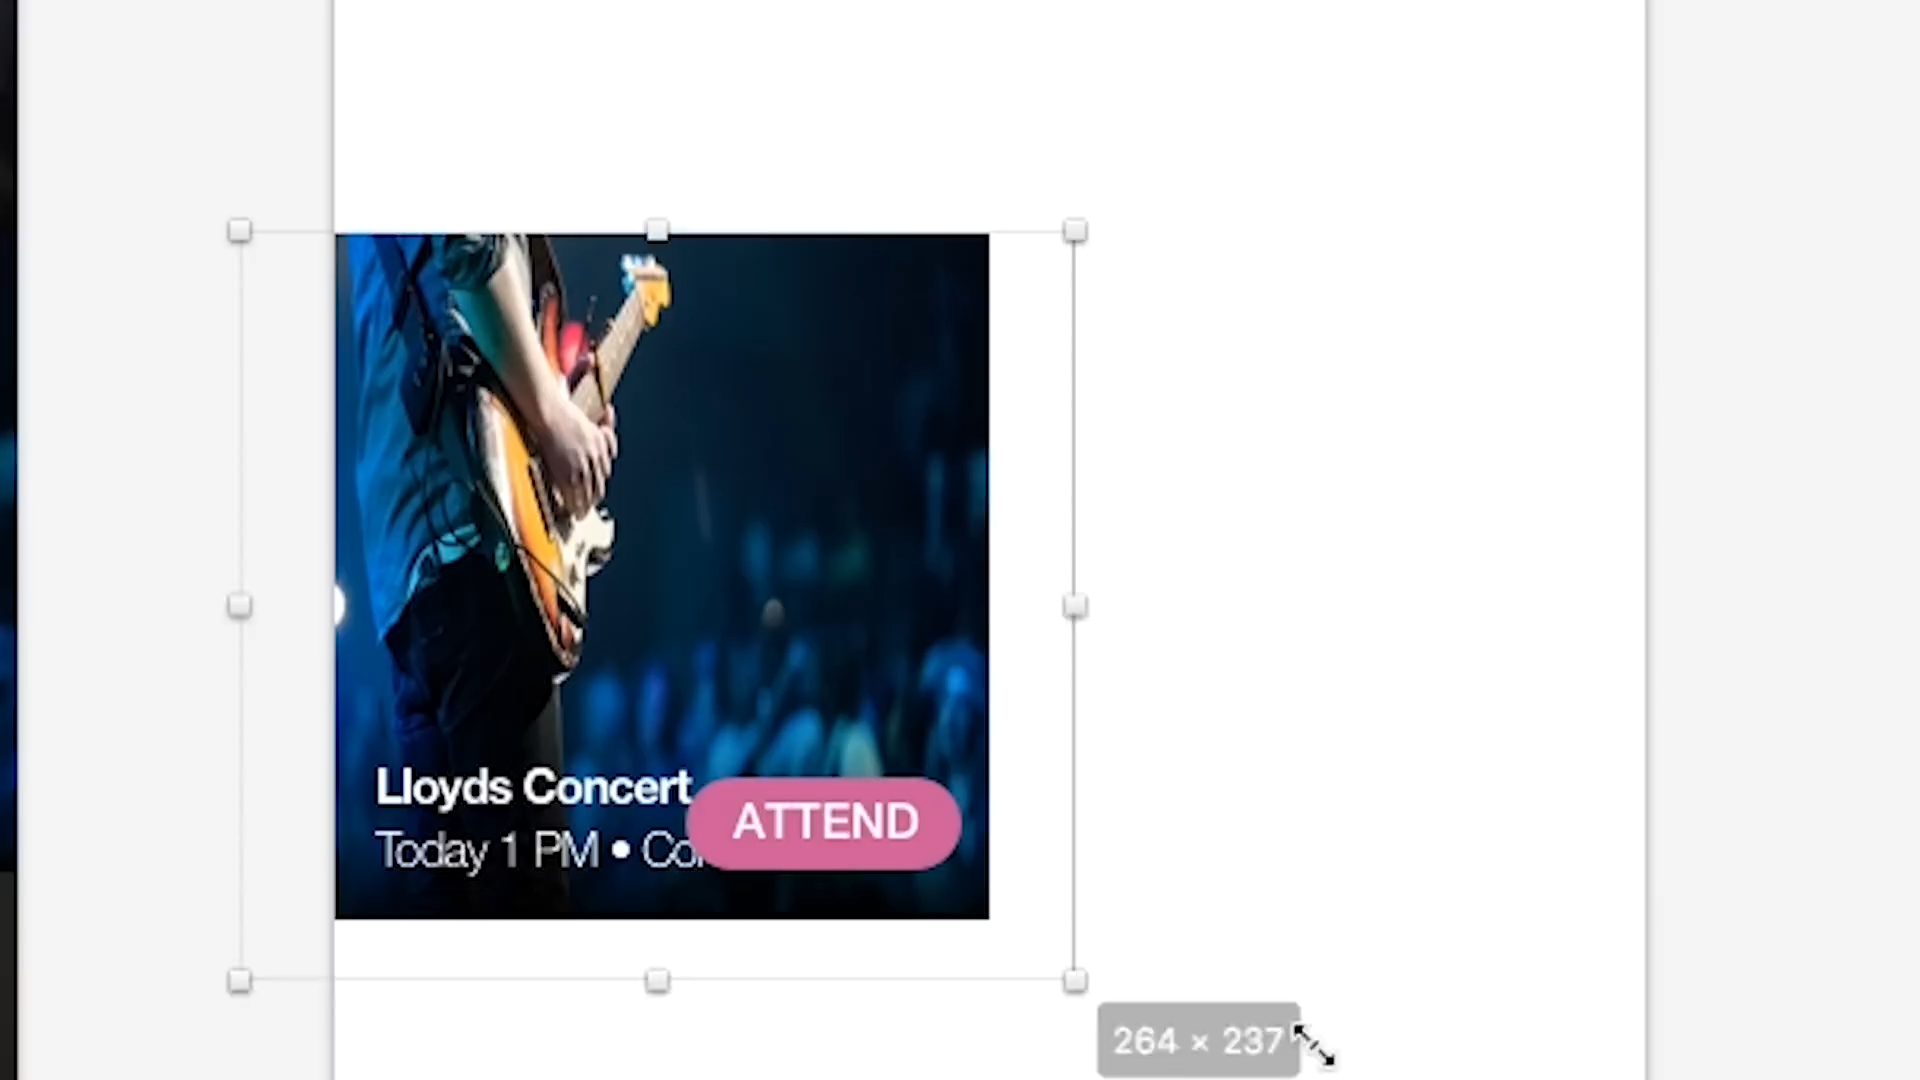 Lloyds Concert
ATTEND
Today 1 PM •
264 × 237